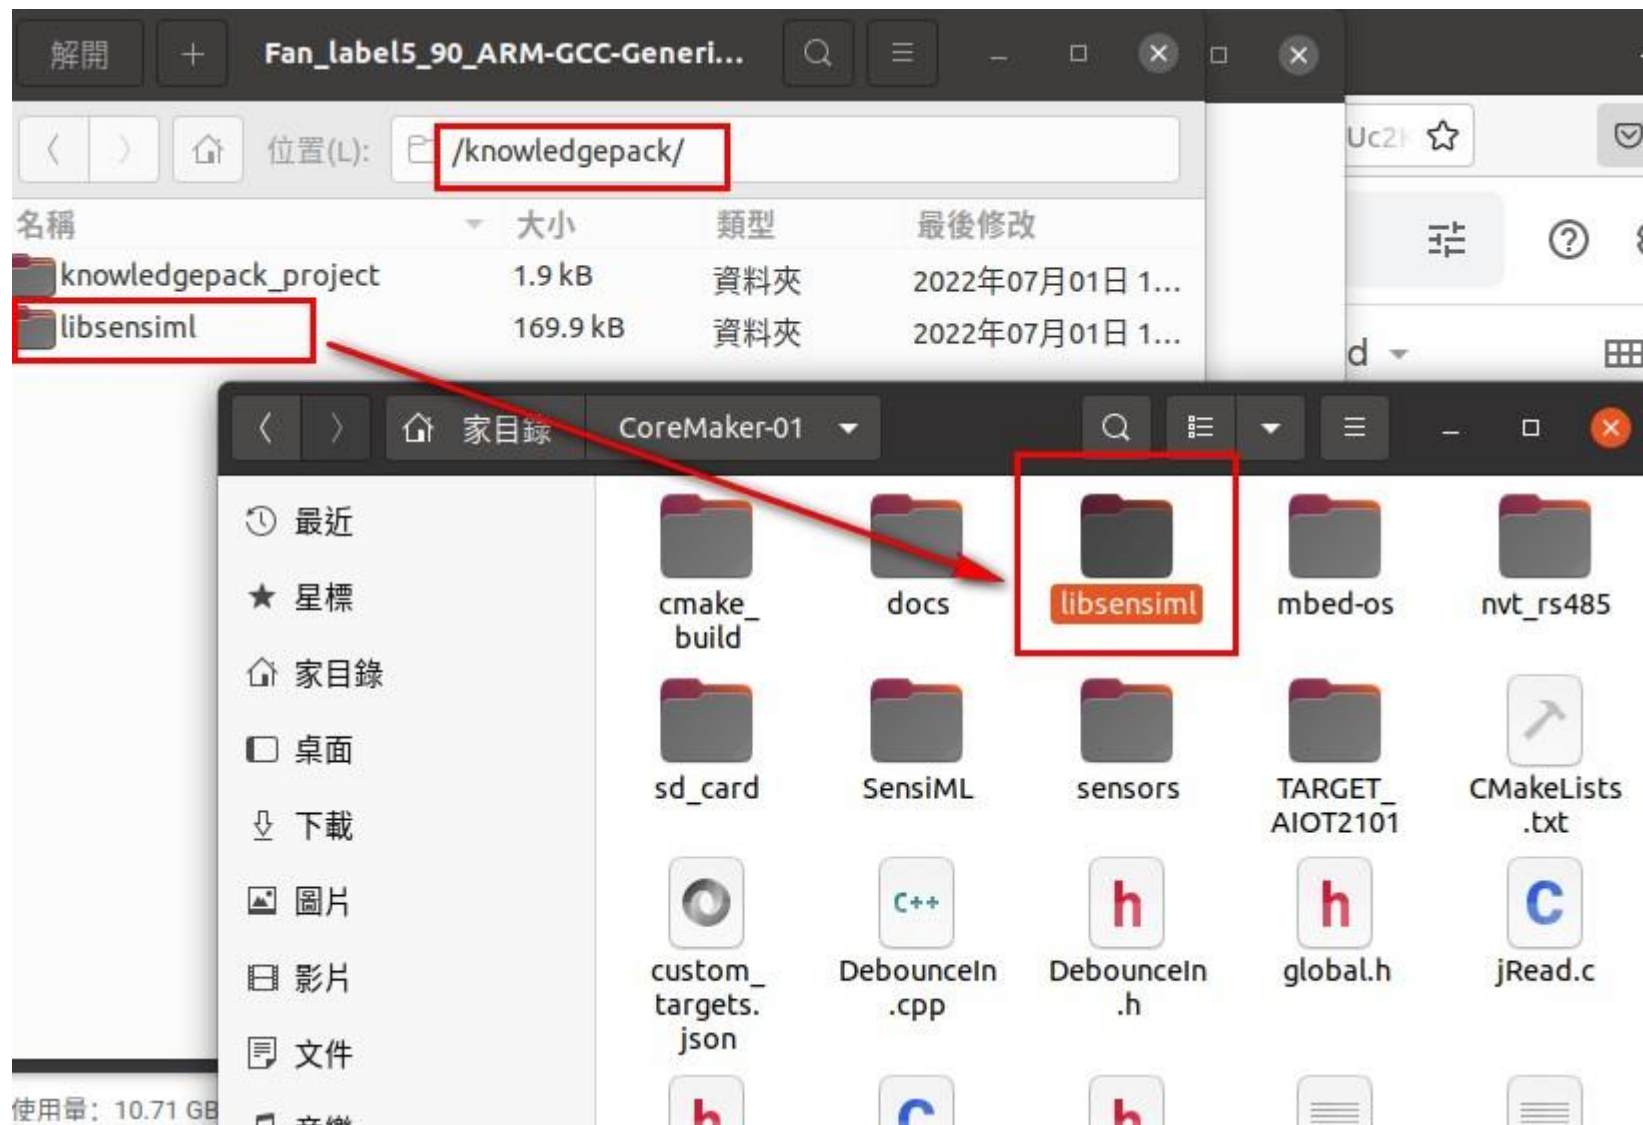 解開
Fan_label5_90_ARM-GCC-Generi...
位置(L):
/knowledgepack/
名稱 大小 類型 最後修改
knowledgepack_project 1.9 kB 資料夾 2022年07月01日 1...
libsensiml 169.9 kB 資料夾 2022年07月01日 1...
Uc2
d
家目錄 CoreMaker-01
最近
星標
家目錄
桌面
下載
圖片
影片
文件
cmake_
build
docs
libsensiml
mbed-os
nvt_rs485
sd_card
SensiML
sensors
TARGET_
AIOT2101
CMakeLists
.txt
C++
h
h
C
custom_
targets.
json
DebounceIn
.cpp
DebounceIn
.h
global.h
jRead.c
使用量: 10.71 GB